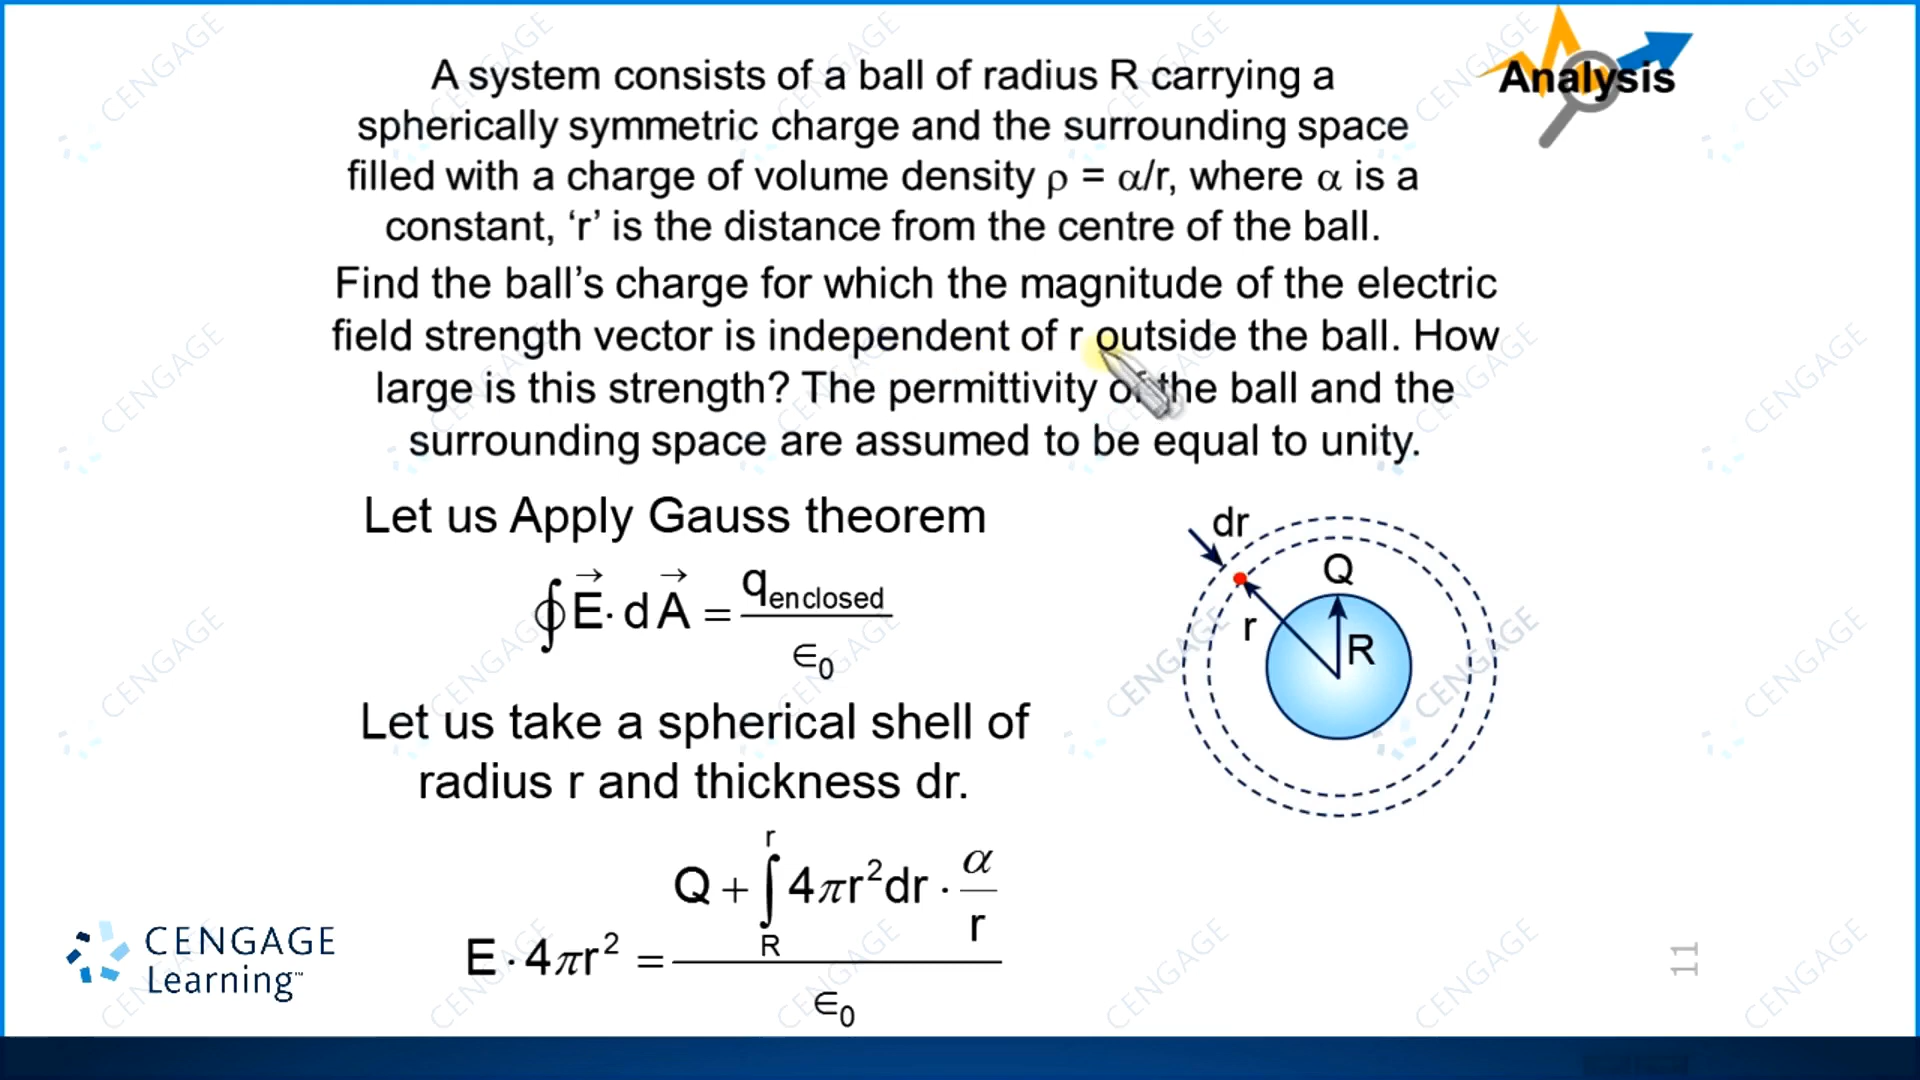 Analysis
A system consists of a ball of radius R carrying a
spherically symmetric charge and the surrounding space
filled with a charge of volume density ρ = α/r, where α is a
constant, ‘r’ is the distance from the centre of the ball.
Find the ball’s charge for which the magnitude of the electric
field strength vector is independent of r outside the ball. How
large is this strength? The permittivity of the ball and the
surrounding space are assumed to be equal to unity.
Let us Apply Gauss theorem
∮E⃗·dA⃗ = q_enclosed / ∈₀
dr
Q
r
R
Let us take a spherical shell of
radius r and thickness dr.
E·4πr² = (Q + ∫_R^r 4πr²dr · α/r) / ∈₀
CENGAGE
Learning™
11